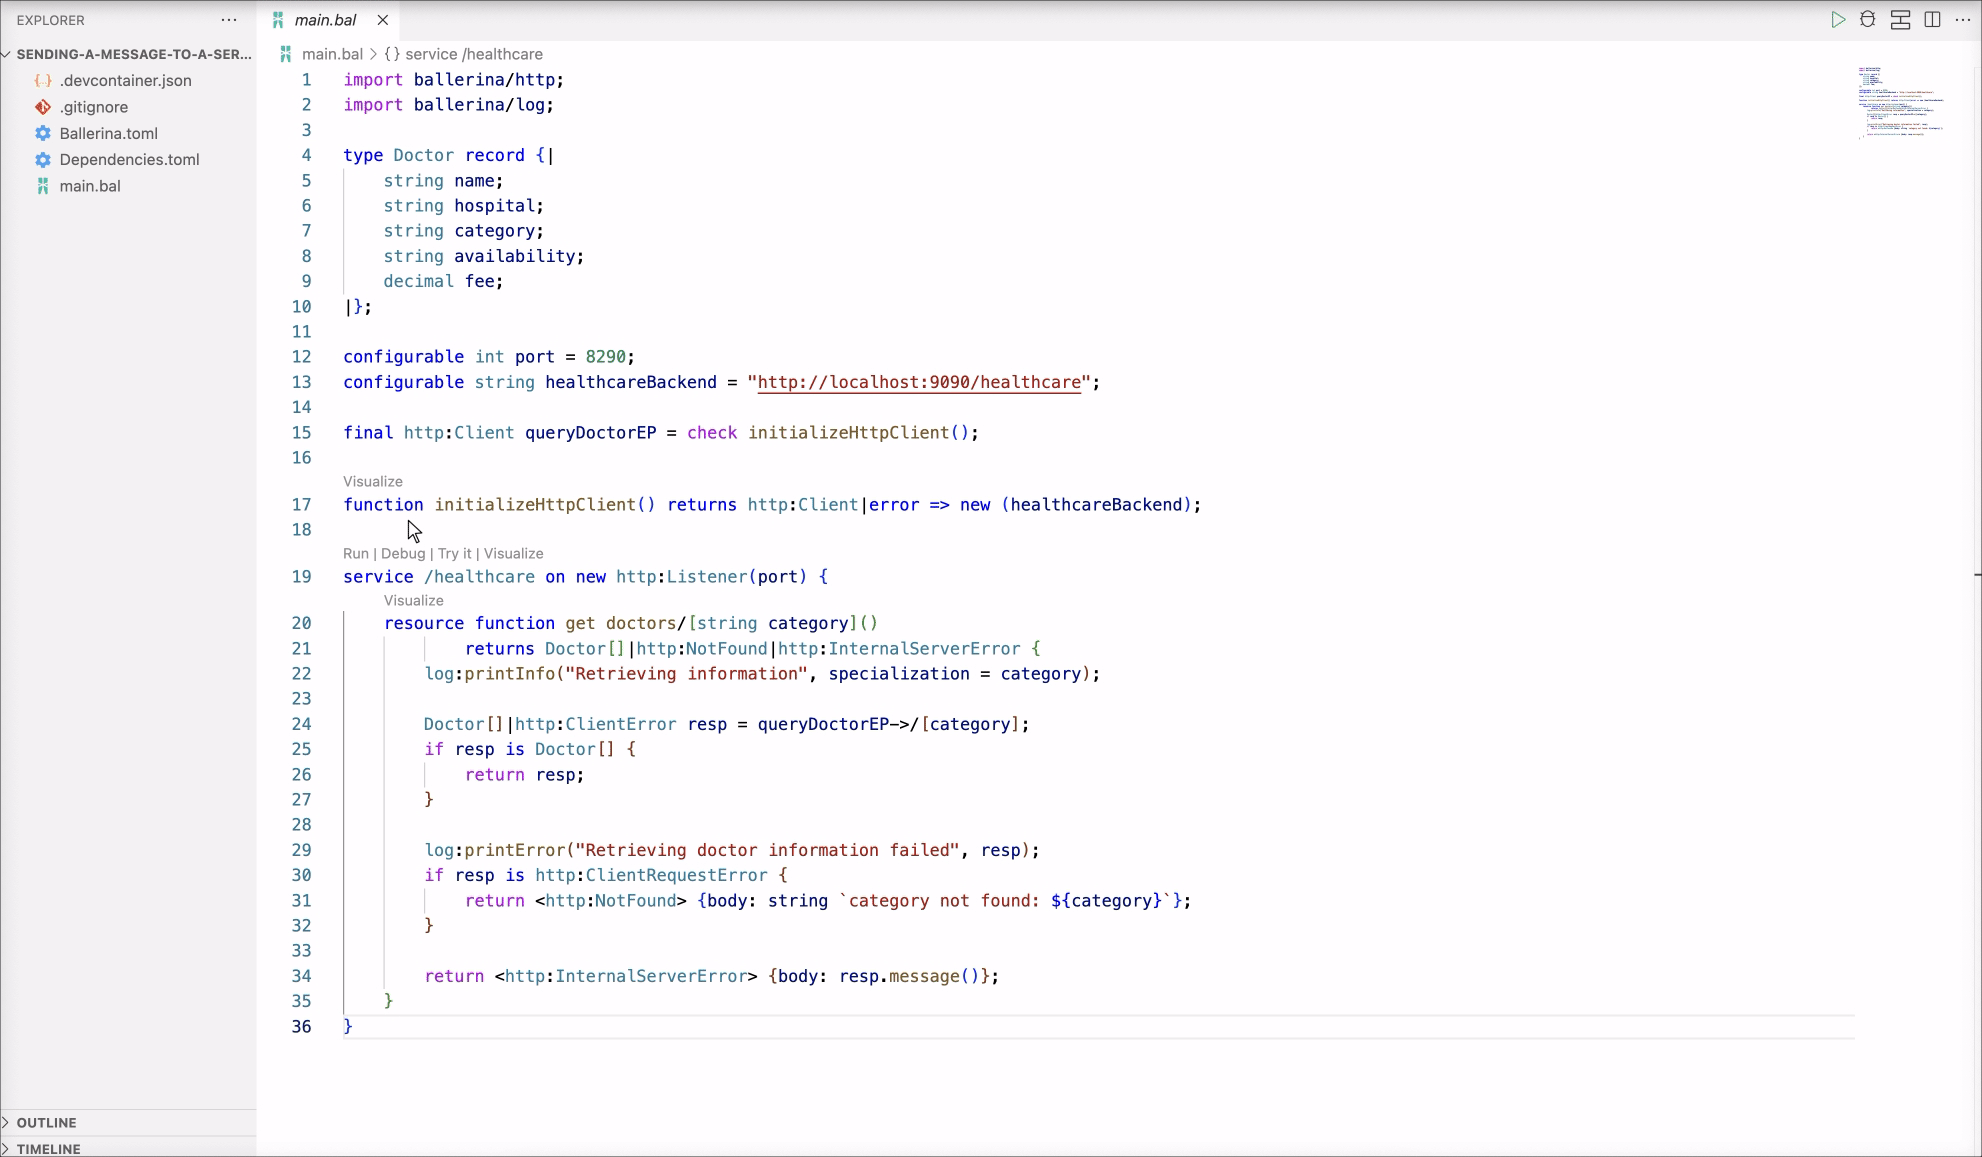 EXPLORER
SENDING-A-MESSAGE-TO-A-SER...
.devcontainer.json
.gitignore
Ballerina.toml
Dependencies.toml
main.bal
OUTLINE
TIMELINE
main.bal
main.bal > {} service /healthcare
1 import ballerina/http;
2 import ballerina/log;
3
4 type Doctor record {|
5     string name;
6     string hospital;
7     string category;
8     string availability;
9     decimal fee;
10 |};
11
12 configurable int port = 8290;
13 configurable string healthcareBackend = "http://localhost:9090/healthcare";
14
15 final http:Client queryDoctorEP = check initializeHttpClient();
16
Visualize
17 function initializeHttpClient() returns http:Client|error => new (healthcareBackend);
18
Run | Debug | Try it | Visualize
19 service /healthcare on new http:Listener(port) {
Visualize
20     resource function get doctors/[string category]()
21             returns Doctor[]|http:NotFound|http:InternalServerError {
22         log:printInfo("Retrieving information", specialization = category);
23
24         Doctor[]|http:ClientError resp = queryDoctorEP->/[category];
25         if resp is Doctor[] {
26             return resp;
27         }
28
29         log:printError("Retrieving doctor information failed", resp);
30         if resp is http:ClientRequestError {
31             return <http:NotFound> {body: string `category not found: ${category}`};
32         }
33
34         return <http:InternalServerError> {body: resp.message()};
35     }
36 }